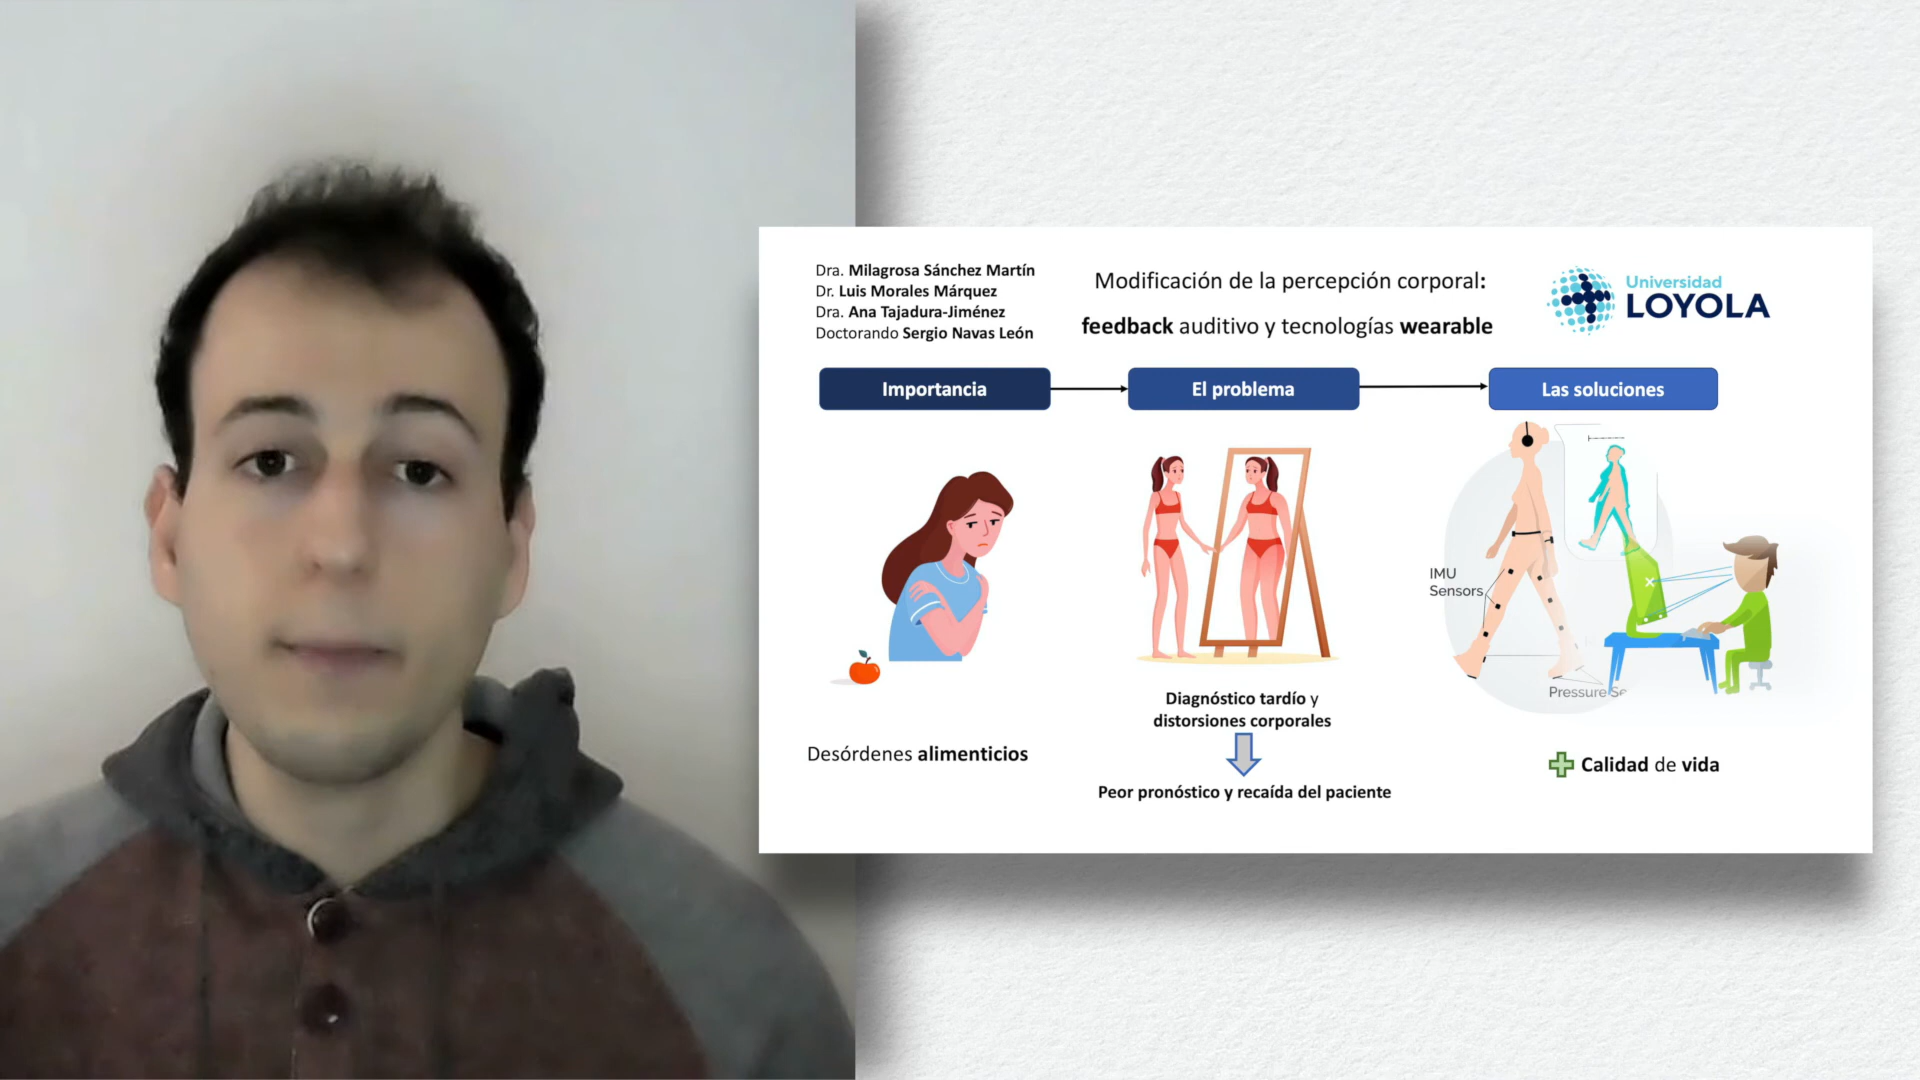 Dra. Milagrosa Sánchez Martín
Dr. Luis Morales Márquez
Dra. Ana Tajadura-Jiménez
Doctorando Sergio Navas León
Modificación de la percepción corporal:
feedback auditivo y tecnologías wearable
Universidad
LOYOLA
Importancia
El problema
Las soluciones
IMU
Sensors
Pressure Se
Diagnóstico tardío y
distorsiones corporales
Peor pronóstico y recaída del paciente
Desórdenes alimenticios
Calidad de vida